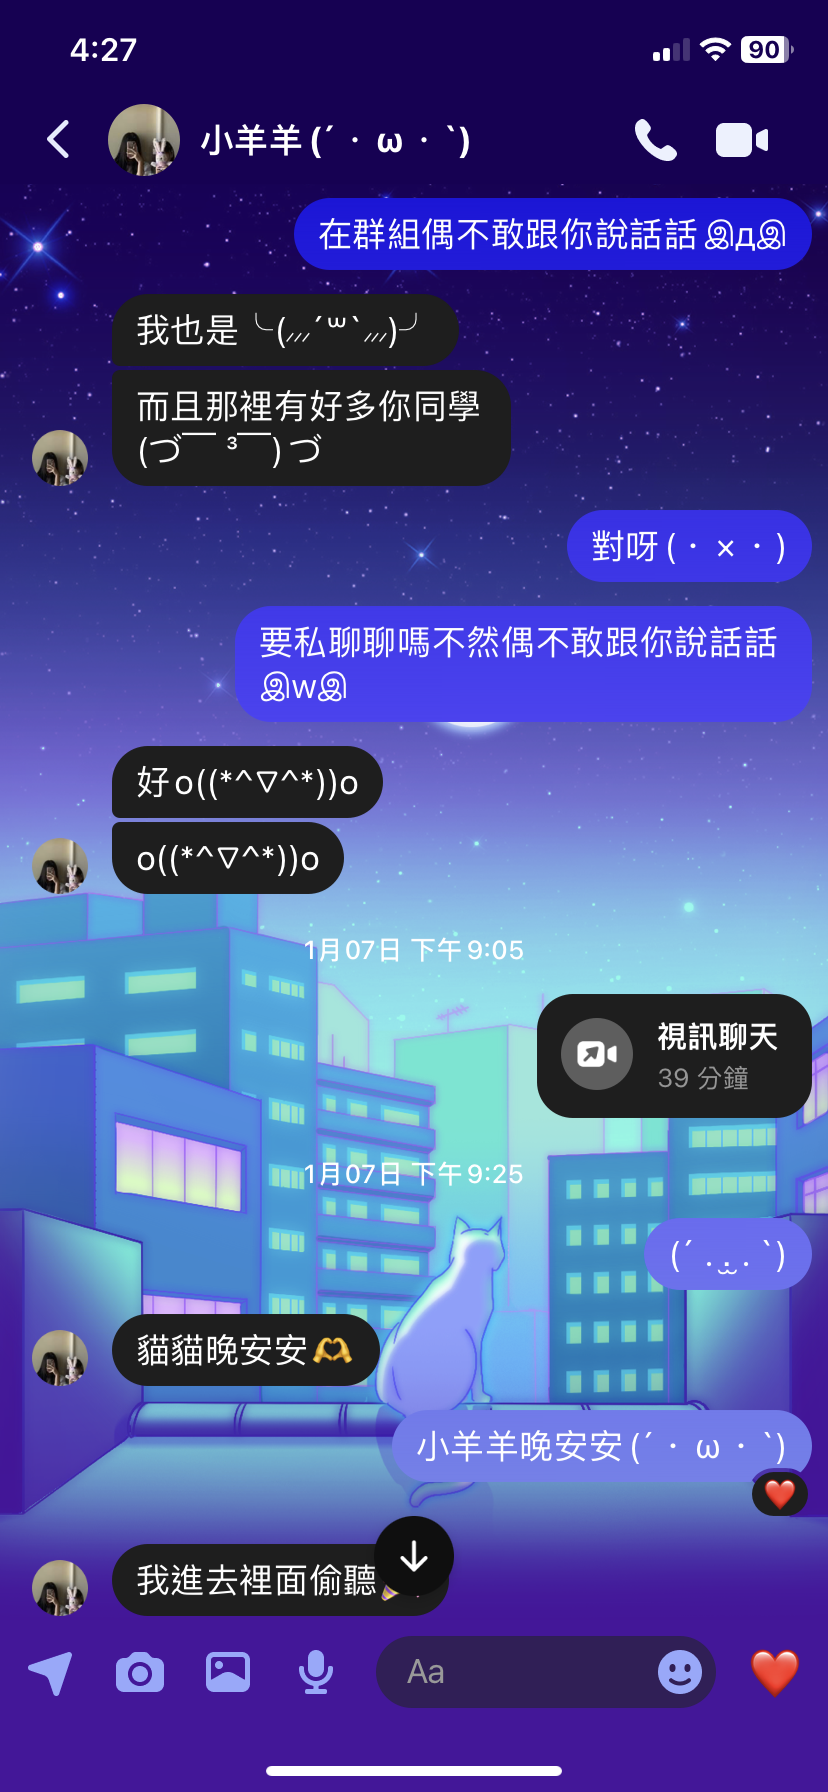 4:27
90
小羊羊 (´・ω・`)
在群組偶不敢跟你說話話 இдஇ
我也是╰(⸝⸝⸝´꒳`⸝⸝⸝)╯
而且那裡有好多你同學
(づ￣ ³￣)づ
對呀 (・×・)
要私聊聊嗎不然偶不敢跟你說話話
இwஇ
好o((*^▽^*))o
o((*^▽^*))o
1月07日 下午9:05
視訊聊天
39 分鐘
1月07日 下午9:25
(´ . .̫ . `)
貓貓晚安安🫶
小羊羊晚安安 (´・ω・`)
❤️
我進去裡面偷聽
Aa